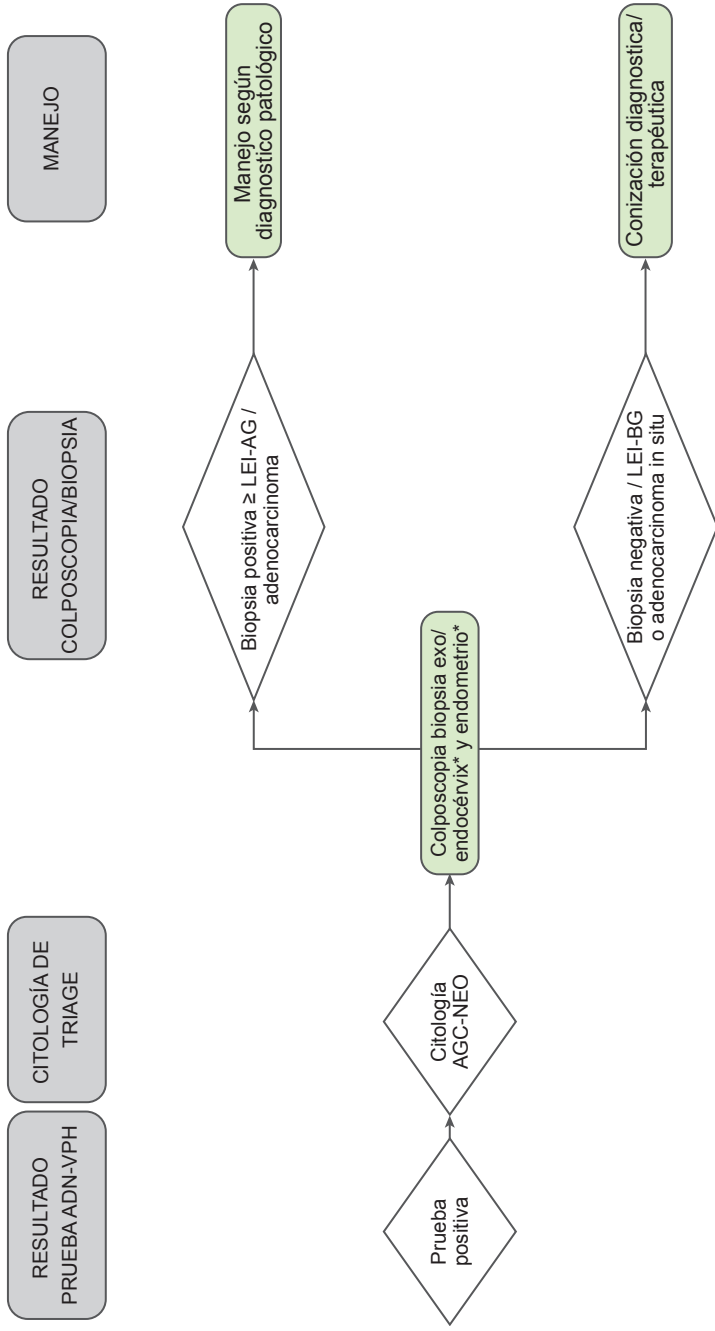 RESULTADO
PRUEBA ADN-VPH
CITOLOGÍA DE
TRIAGE
RESULTADO
COLPOSCOPIA/BIOPSIA
MANEJO
Prueba
positiva
Citología
AGC-NEO
Colposcopia biopsia exo/
endocérvix* y endometrio*
Biopsia positiva ≥ LEI-AG /
adenocarcinoma
Manejo según
diagnostico patológico
Biopsia negativa / LEI-BG
o adenocarcinoma in situ
Conización diagnostica/
terapéutica